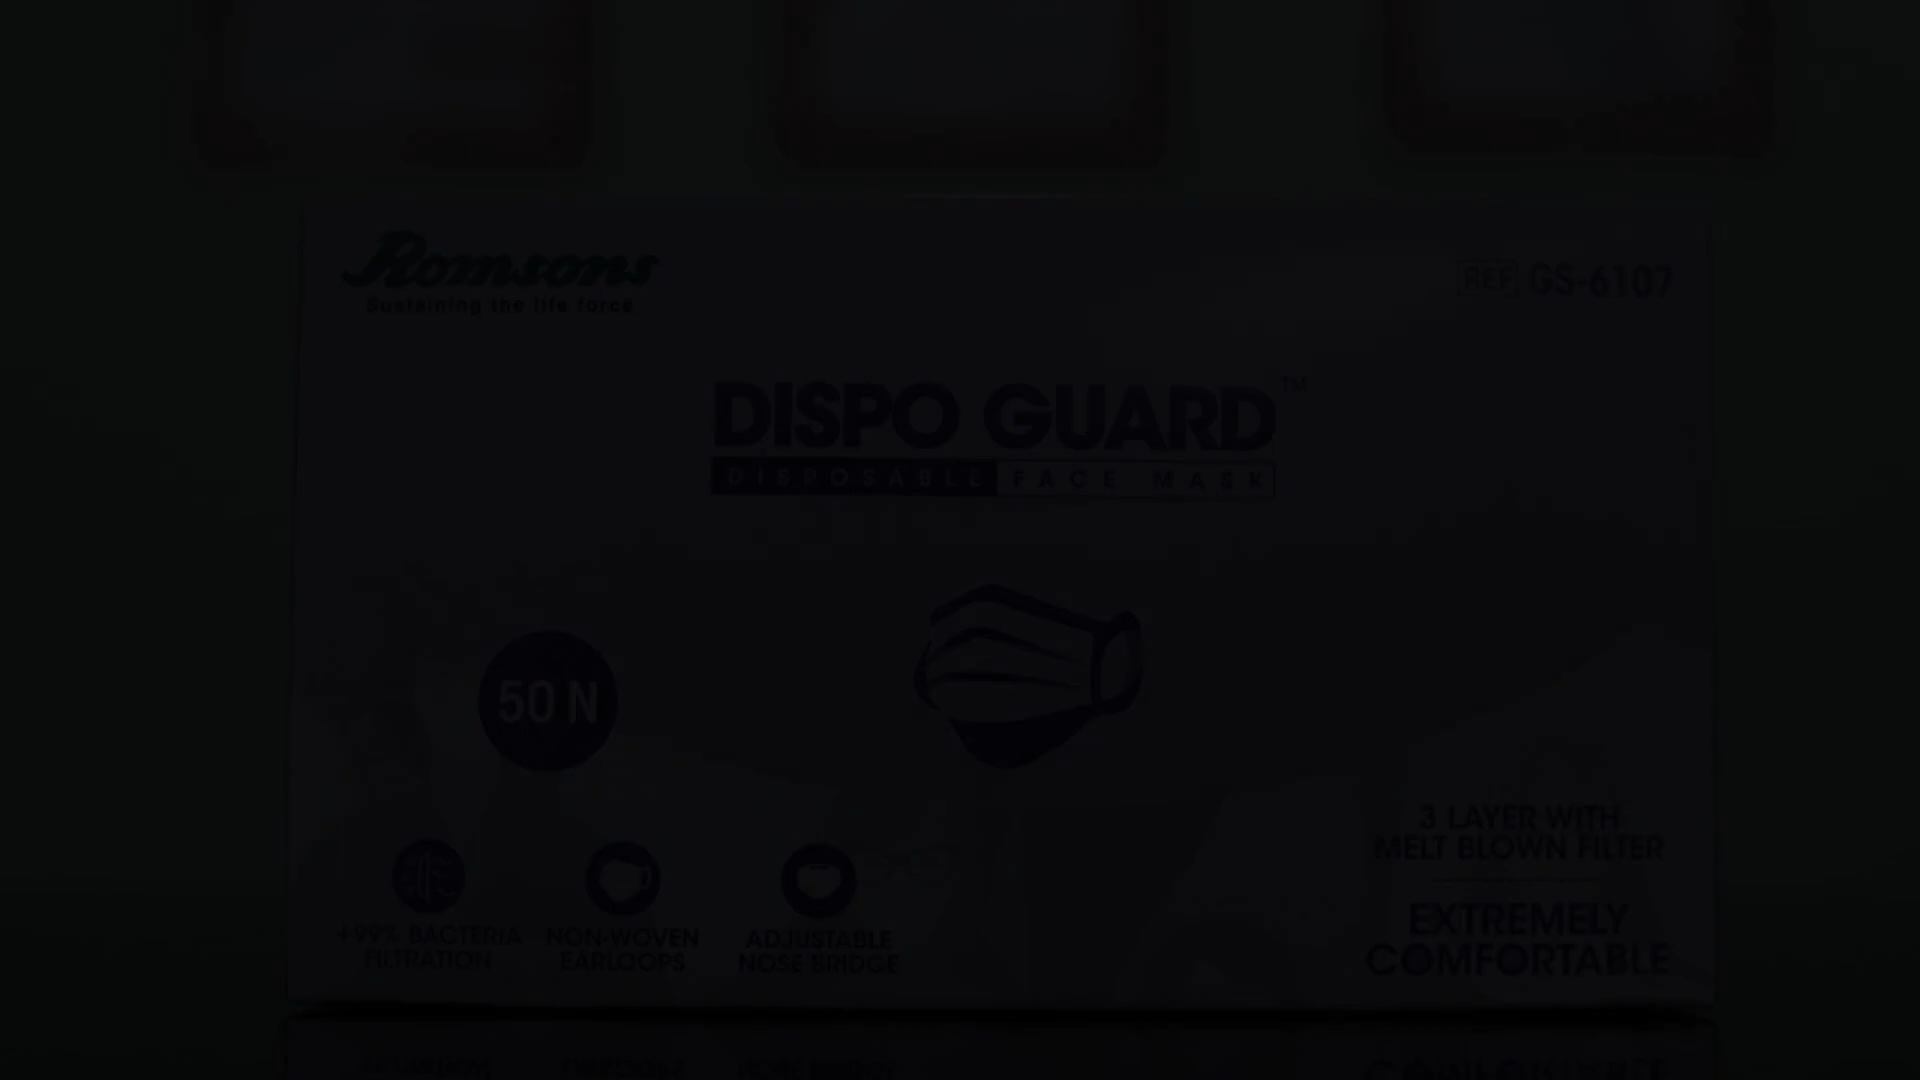 Romsons
Sustaining the life force
REF GS-6107
DISPO GUARD™
DISPOSABLE FACE MASK
50 N
3 LAYER WITH
MELT BLOWN FILTER
EXTREMELY
COMFORTABLE
+99% BACTERIA
FILTRATION
NON-WOVEN
EARLOOPS
ADJUSTABLE
NOSE BRIDGE